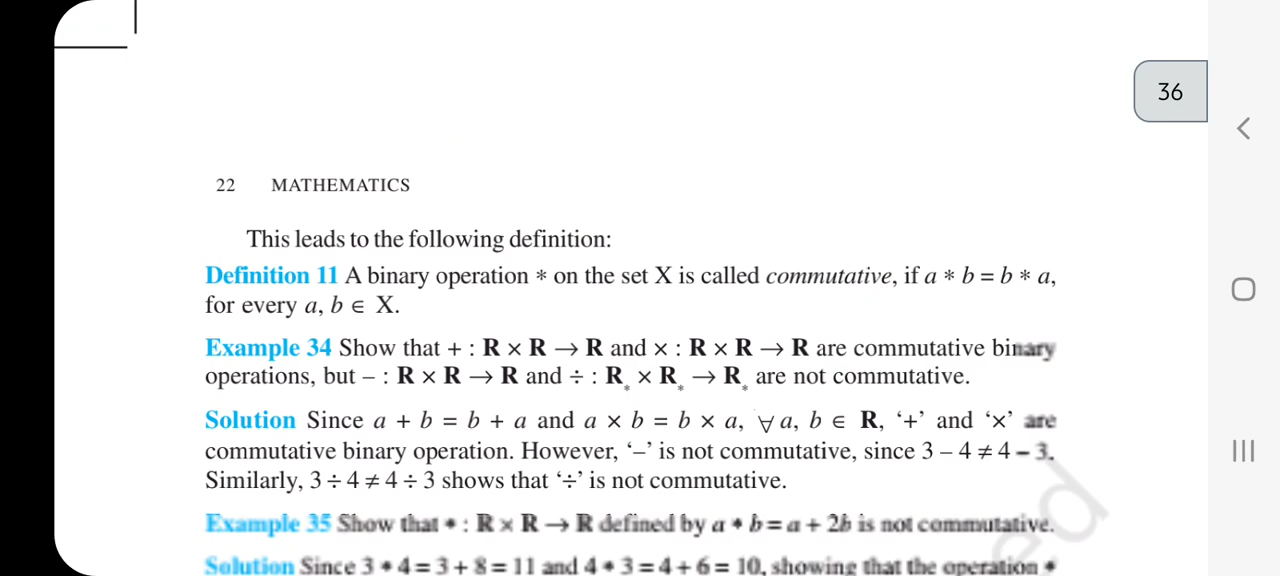 36
22 MATHEMATICS
This leads to the following definition:
Definition 11 A binary operation ∗ on the set X is called commutative, if a ∗ b = b ∗ a,
for every a, b ∈ X.
Example 34 Show that + : R × R → R and × : R × R → R are commutative binary
operations, but – : R × R → R and ÷ : R∗ × R∗ → R∗ are not commutative.
Solution Since a + b = b + a and a × b = b × a, ∀ a, b ∈ R, ‘+’ and ‘×’ are
commutative binary operation. However, ‘–’ is not commutative, since 3 – 4 ≠ 4 – 3.
Similarly, 3 ÷ 4 ≠ 4 ÷ 3 shows that ‘÷’ is not commutative.
Example 35 Show that ∗ : R × R → R defined by a ∗ b = a + 2b is not commutative.
Solution Since 3 ∗ 4 = 3 + 8 = 11 and 4 ∗ 3 = 4 + 6 = 10, showing that the operation ∗